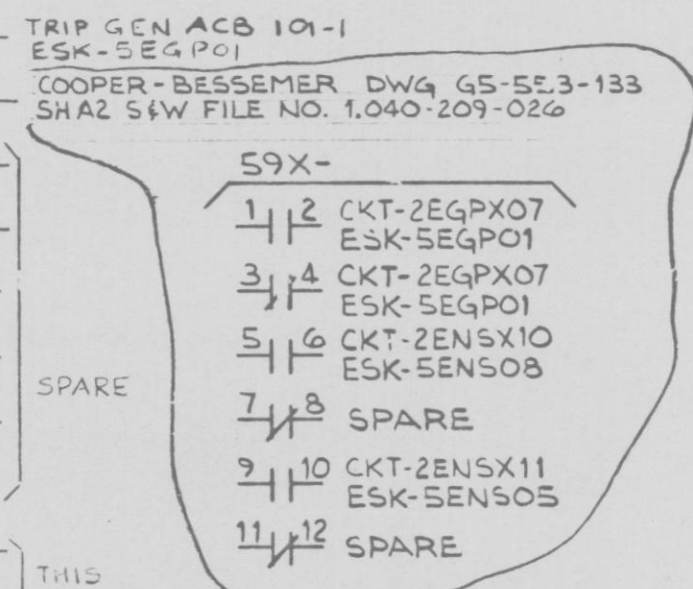 TRIP GEN ACB 101-1
ESK-5EGP01
COOPER-BESSEMER DWG G5-5E3-133
SHA2 S&W FILE NO. 1.040-209-026
59X-
1 2 CKT-2EGPX07
ESK-5EGP01
3 4 CKT-2EGPX07
ESK-5EGP01
5 6 CKT-2ENSX10
ESK-5ENS08
7 8 SPARE
9 10 CKT-2ENSX11
ESK-5ENS05
11 12 SPARE
SPARE
THIS